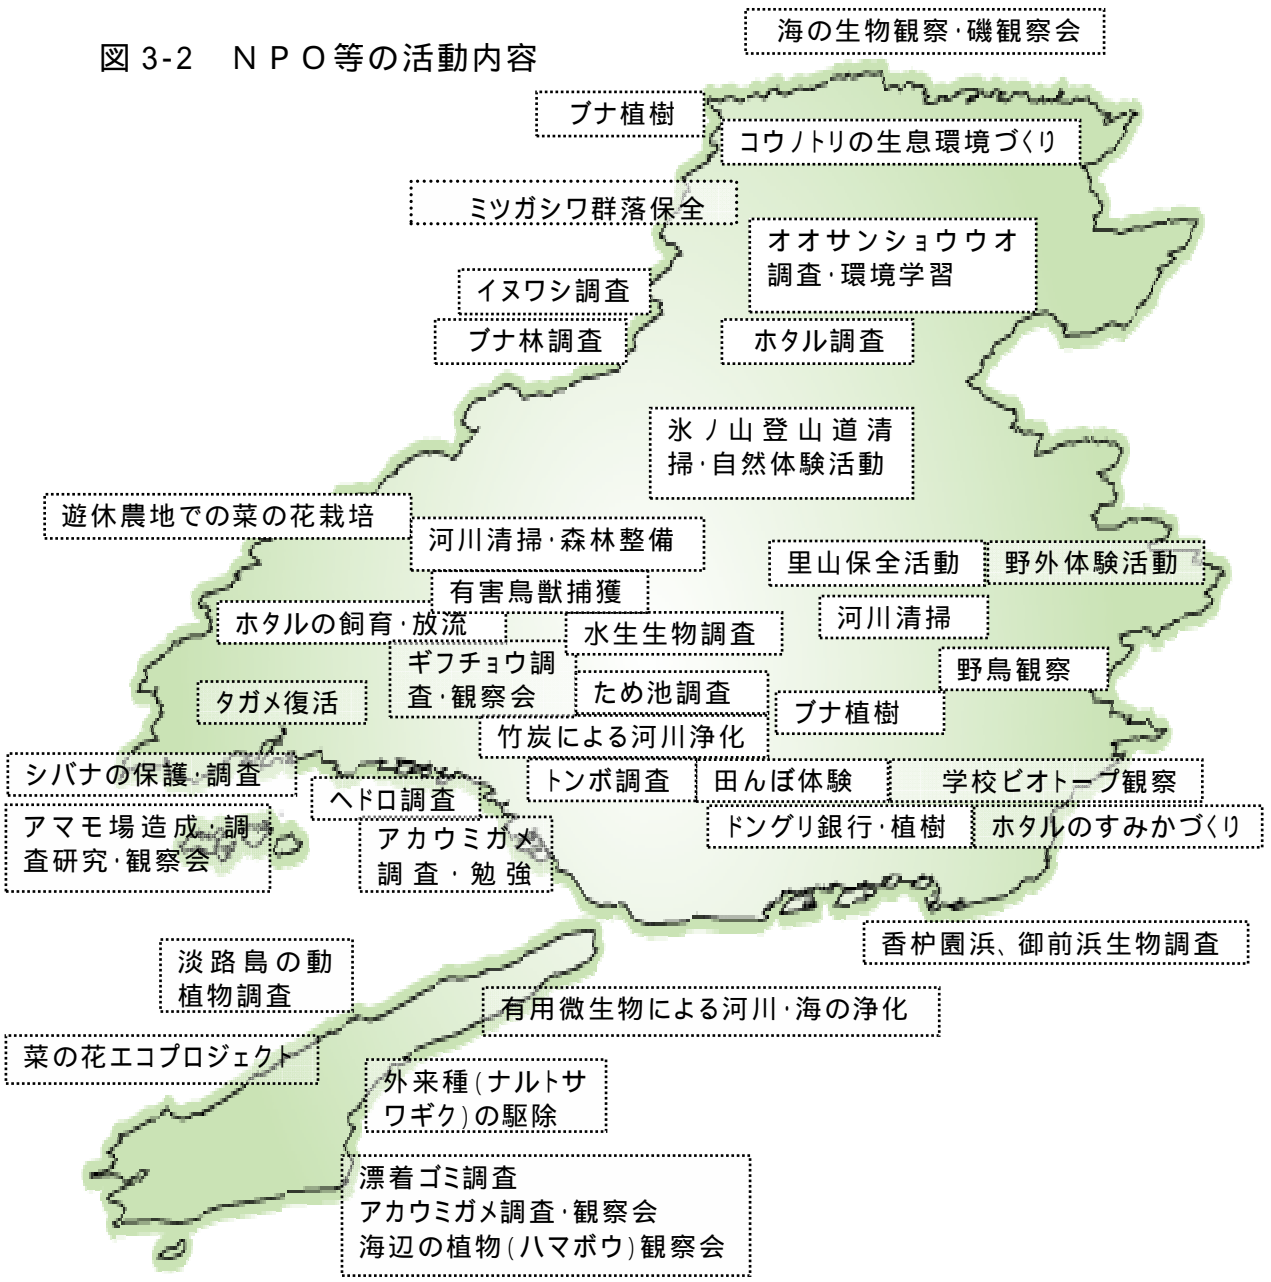 図3-2 NPO等の活動内容
海の生物観察・磯観察会
ブナ植樹
コウノトリの生息環境づくり
ミツガシワ群落保全
オオサンショウウオ
調査・環境学習
イヌワシ調査
ブナ林調査
ホタル調査
氷ノ山登山道清
掃・自然体験活動
遊休農地での菜の花栽培
河川清掃・森林整備
里山保全活動
野外体験活動
有害鳥獣捕獲
ホタルの飼育・放流
水生生物調査
河川清掃
ギフチョウ調
査・観察会
野鳥観察
タガメ復活
ため池調査
ブナ植樹
竹炭による河川浄化
シバナの保護・調査
ヘドロ調査
トンボ調査
田んぼ体験
学校ビオトープ観察
アマモ場造成・調
査研究・観察会
アカウミガメ
調査・勉強
ドングリ銀行・植樹
ホタルのすみかづくり
香枦園浜、御前浜生物調査
淡路島の動
植物調査
有用微生物による河川・海の浄化
菜の花エコプロジェクト
外来種(ナルトサ
ワギク)の駆除
漂着ゴミ調査
アカウミガメ調査・観察会
海辺の植物(ハマボウ)観察会